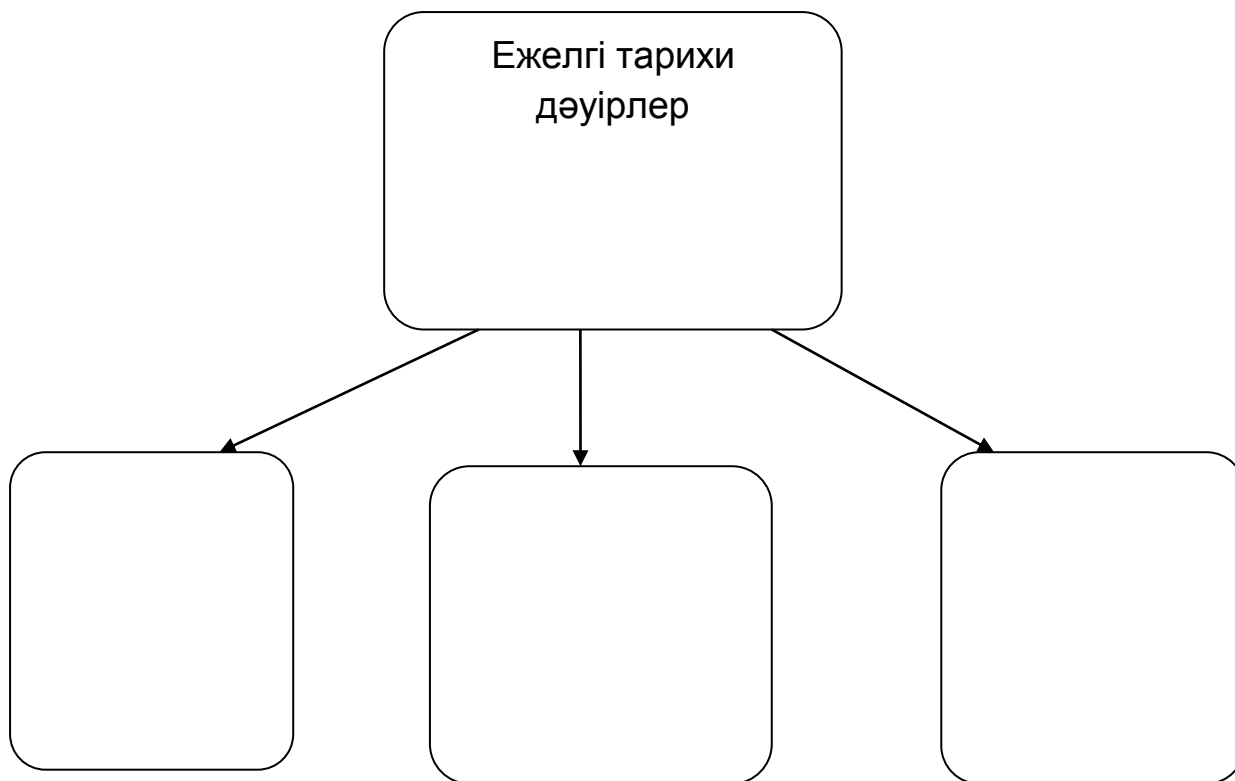 Ежелгі тарихи
дәуірлер